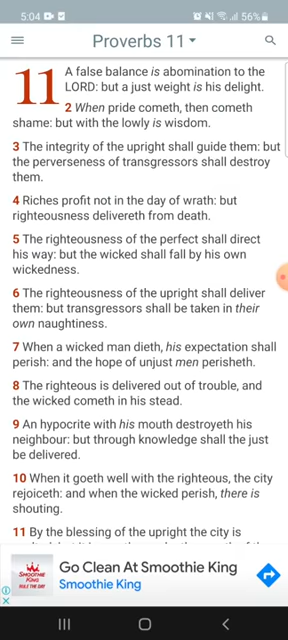 5:04
56%
Proverbs 11
11 A false balance is abomination to the
LORD: but a just weight is his delight.
2 When pride cometh, then cometh
shame: but with the lowly is wisdom.
3 The integrity of the upright shall guide them: but
the perverseness of transgressors shall destroy
them.
4 Riches profit not in the day of wrath: but
righteousness delivereth from death.
5 The righteousness of the perfect shall direct
his way: but the wicked shall fall by his own
wickedness.
6 The righteousness of the upright shall deliver
them: but transgressors shall be taken in their
own naughtiness.
7 When a wicked man dieth, his expectation shall
perish: and the hope of unjust men perisheth.
8 The righteous is delivered out of trouble, and
the wicked cometh in his stead.
9 An hypocrite with his mouth destroyeth his
neighbour: but through knowledge shall the just
be delivered.
10 When it goeth well with the righteous, the city
rejoiceth: and when the wicked perish, there is
shouting.
11 By the blessing of the upright the city is
SMOOTHIE
KING
RULE THE DAY
Go Clean At Smoothie King
Smoothie King